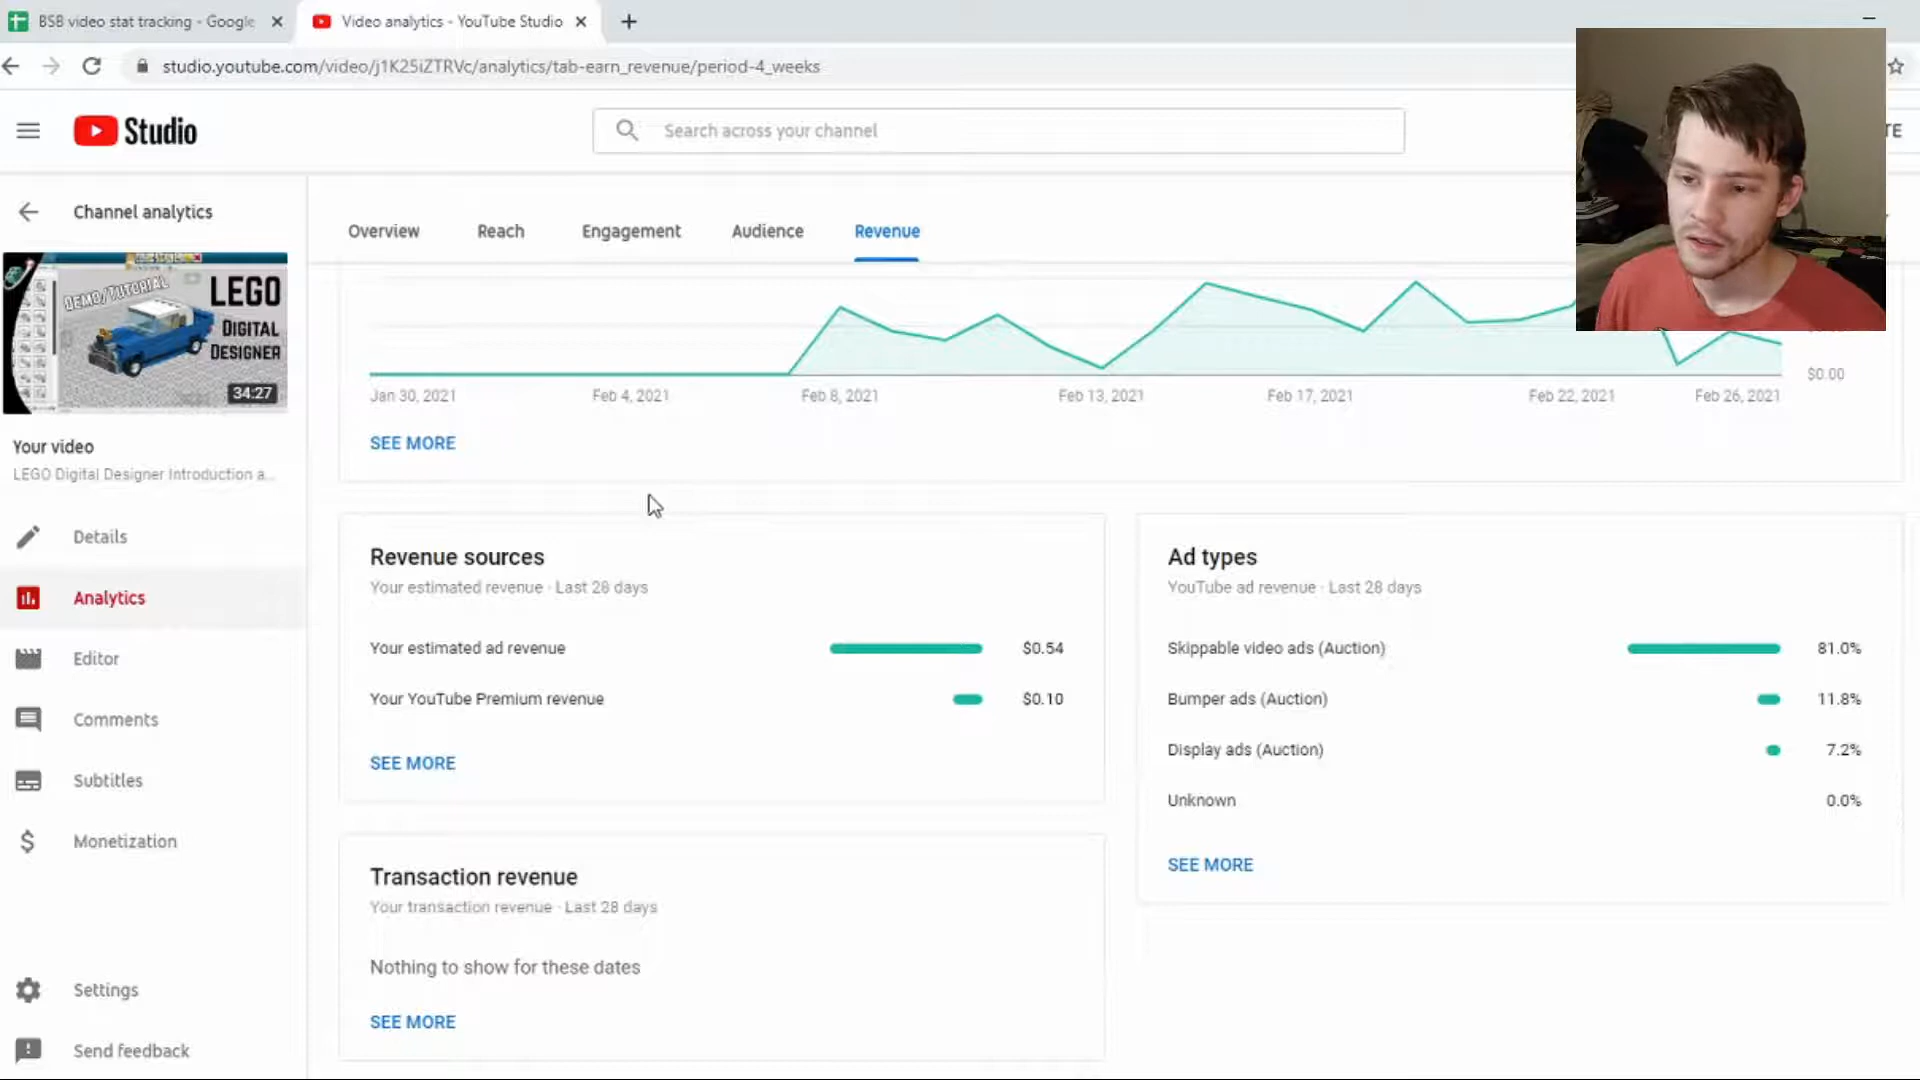 BSB video stat tracking - Google
Video analytics - YouTube Studio
studio.youtube.com/video/j1K25iZTRVc/analytics/tab-earn_revenue/period-4_weeks
Studio
Search across your channel
TE
Channel analytics
Overview
Reach
Engagement
Audience
Revenue
DEMO/TUTORIAL
LEGO
DIGITAL
DESIGNER
34:27
$0.00
Jan 30, 2021
Feb 4, 2021
Feb 8, 2021
Feb 13, 2021
Feb 17, 2021
Feb 22, 2021
Feb 26, 2021
SEE MORE
Your video
LEGO Digital Designer Introduction a...
Details
Analytics
Editor
Comments
Subtitles
Monetization
Settings
Send feedback
Revenue sources
Your estimated revenue · Last 28 days
Your estimated ad revenue $0.54
Your YouTube Premium revenue $0.10
SEE MORE
Transaction revenue
Your transaction revenue · Last 28 days
Nothing to show for these dates
SEE MORE
Ad types
YouTube ad revenue · Last 28 days
Skippable video ads (Auction) 81.0%
Bumper ads (Auction) 11.8%
Display ads (Auction) 7.2%
Unknown 0.0%
SEE MORE